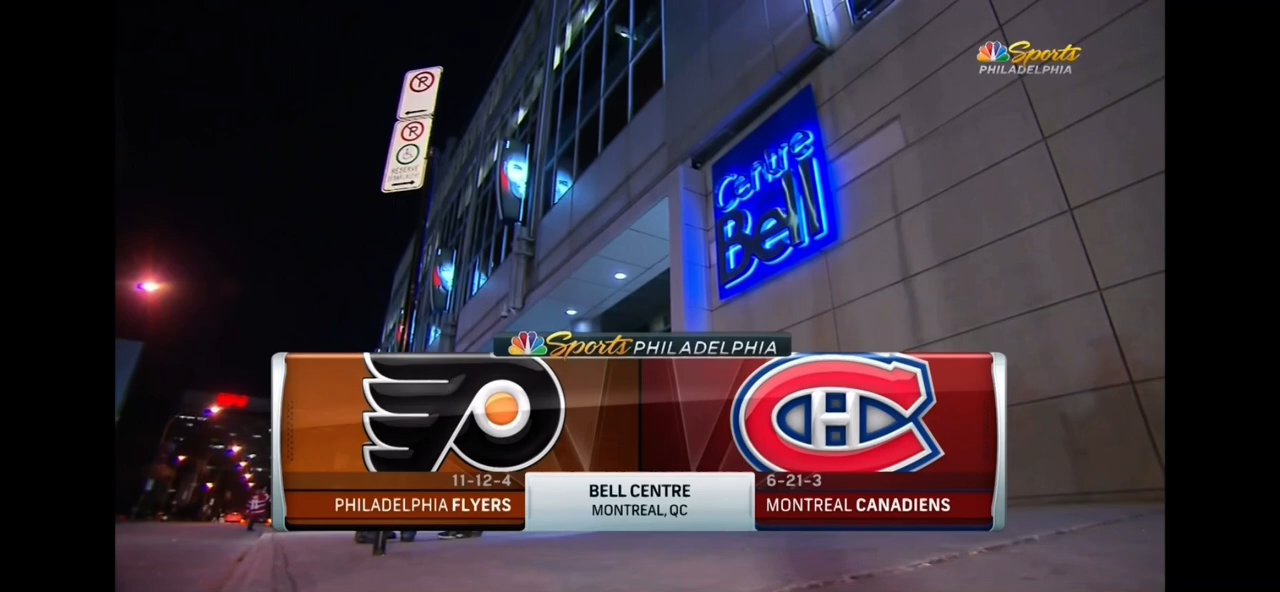 Sports
PHILADELPHIA
P
P
RÉSERVÉ
Centre
Bell
Sports PHILADELPHIA
11-12-4
6-21-3
PHILADELPHIA FLYERS
BELL CENTRE
MONTREAL, QC
MONTREAL CANADIENS